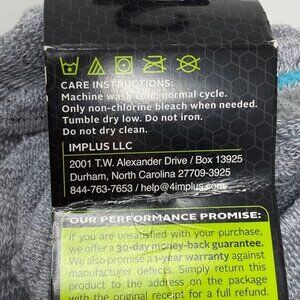 CARE INSTRUCTIONS:
Machine wash cold: normal cycle.
Only non-chlorine bleach when needed.
Tumble dry low. Do not iron.
Do not dry clean.
IMPLUS LLC
2001 T.W. Alexander Drive / Box 13925
Durham, North Carolina 27709-3925
844-763-7653 / help@4implus.com
OUR PERFORMANCE PROMISE:
If you are unsatisfied with your purchase,
we offer a 30-day money-back guarantee.
We also promise a 1-year warranty against
manufacturer defects. Simply return this
product to the address on the package
with the original receipt for a full refund